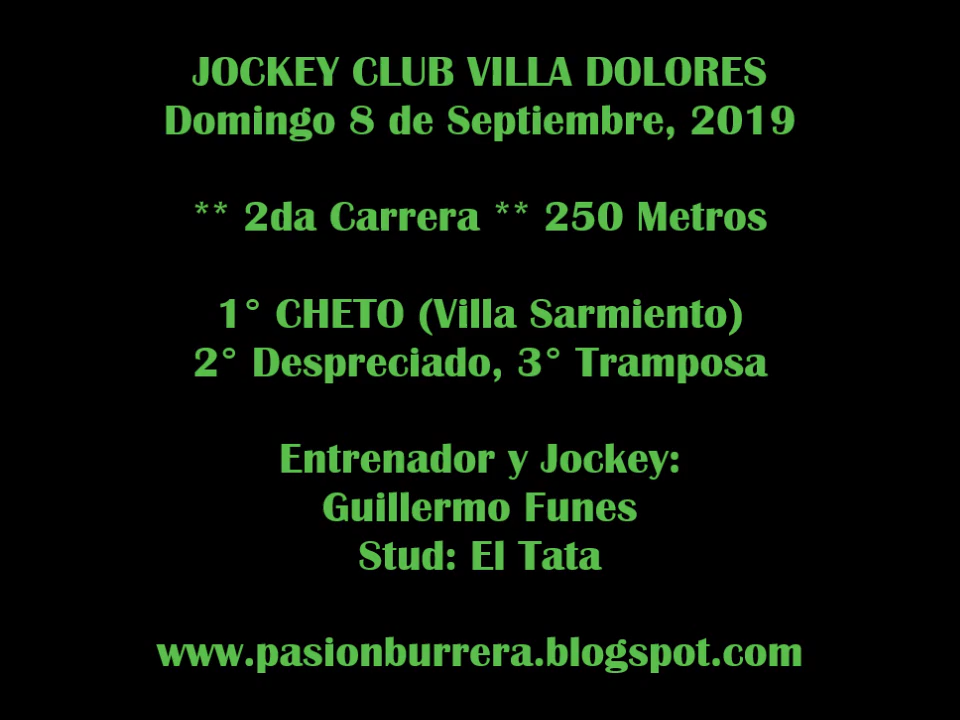 JOCKEY CLUB VILLA DOLORES
Domingo 8 de Septiembre, 2019
** 2da Carrera ** 250 Metros
1° CHETO (Villa Sarmiento)
2° Despreciado, 3° Tramposa
Entrenador y Jockey:
Guillermo Funes
Stud: El Tata
www.pasionburrera.blogspot.com